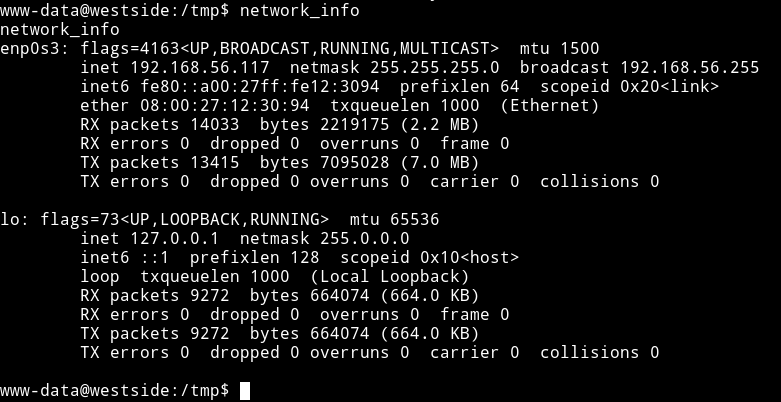 www-data@westside:/tmp$ network_info
network_info
enp0s3: flags=4163<UP,BROADCAST,RUNNING,MULTICAST>  mtu 1500
        inet 192.168.56.117  netmask 255.255.255.0  broadcast 192.168.56.255
        inet6 fe80::a00:27ff:fe12:3094  prefixlen 64  scopeid 0x20<link>
        ether 08:00:27:12:30:94  txqueuelen 1000  (Ethernet)
        RX packets 14033  bytes 2219175 (2.2 MB)
        RX errors 0  dropped 0  overruns 0  frame 0
        TX packets 13415  bytes 7095028 (7.0 MB)
        TX errors 0  dropped 0 overruns 0  carrier 0  collisions 0

lo: flags=73<UP,LOOPBACK,RUNNING>  mtu 65536
        inet 127.0.0.1  netmask 255.0.0.0
        inet6 ::1  prefixlen 128  scopeid 0x10<host>
        loop  txqueuelen 1000  (Local Loopback)
        RX packets 9272  bytes 664074 (664.0 KB)
        RX errors 0  dropped 0  overruns 0  frame 0
        TX packets 9272  bytes 664074 (664.0 KB)
        TX errors 0  dropped 0 overruns 0  carrier 0  collisions 0

www-data@westside:/tmp$